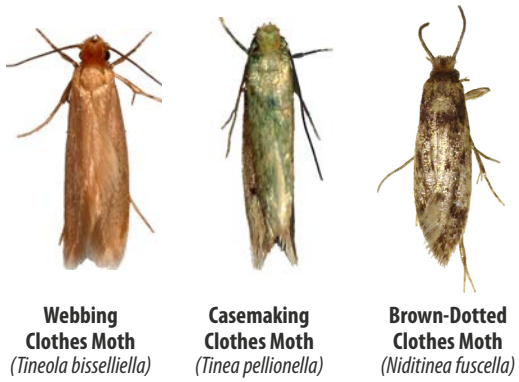 Webbing
Clothes Moth
(Tineola bisselliella)
Casemaking
Clothes Moth
(Tinea pellionella)
Brown-Dotted
Clothes Moth
(Niditinea fuscella)